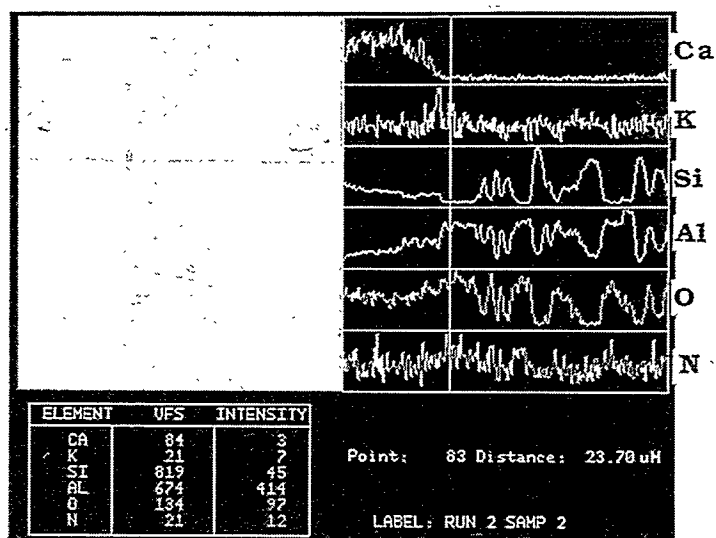 Ca
K
Si
Al
O
N
ELEMENT VFS INTENSITY
CA 84 3
K 21 7
SI 819 45
AL 674 414
O 134 97
N 21 12
Point: 83 Distance: 23.70 uM
LABEL: RUN 2 SAMP 2